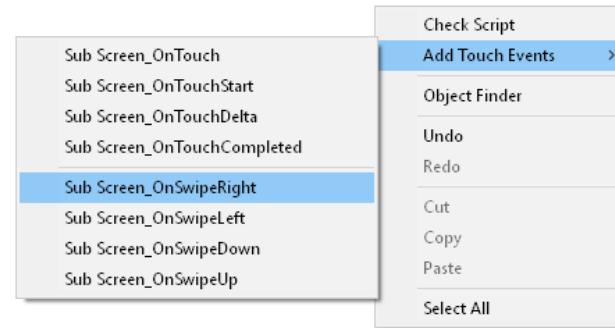 Check Script
Add Touch Events
Object Finder
Undo
Redo
Cut
Copy
Paste
Select All
Sub Screen_OnTouch
Sub Screen_OnTouchStart
Sub Screen_OnTouchDelta
Sub Screen_OnTouchCompleted
Sub Screen_OnSwipeRight
Sub Screen_OnSwipeLeft
Sub Screen_OnSwipeDown
Sub Screen_OnSwipeUp